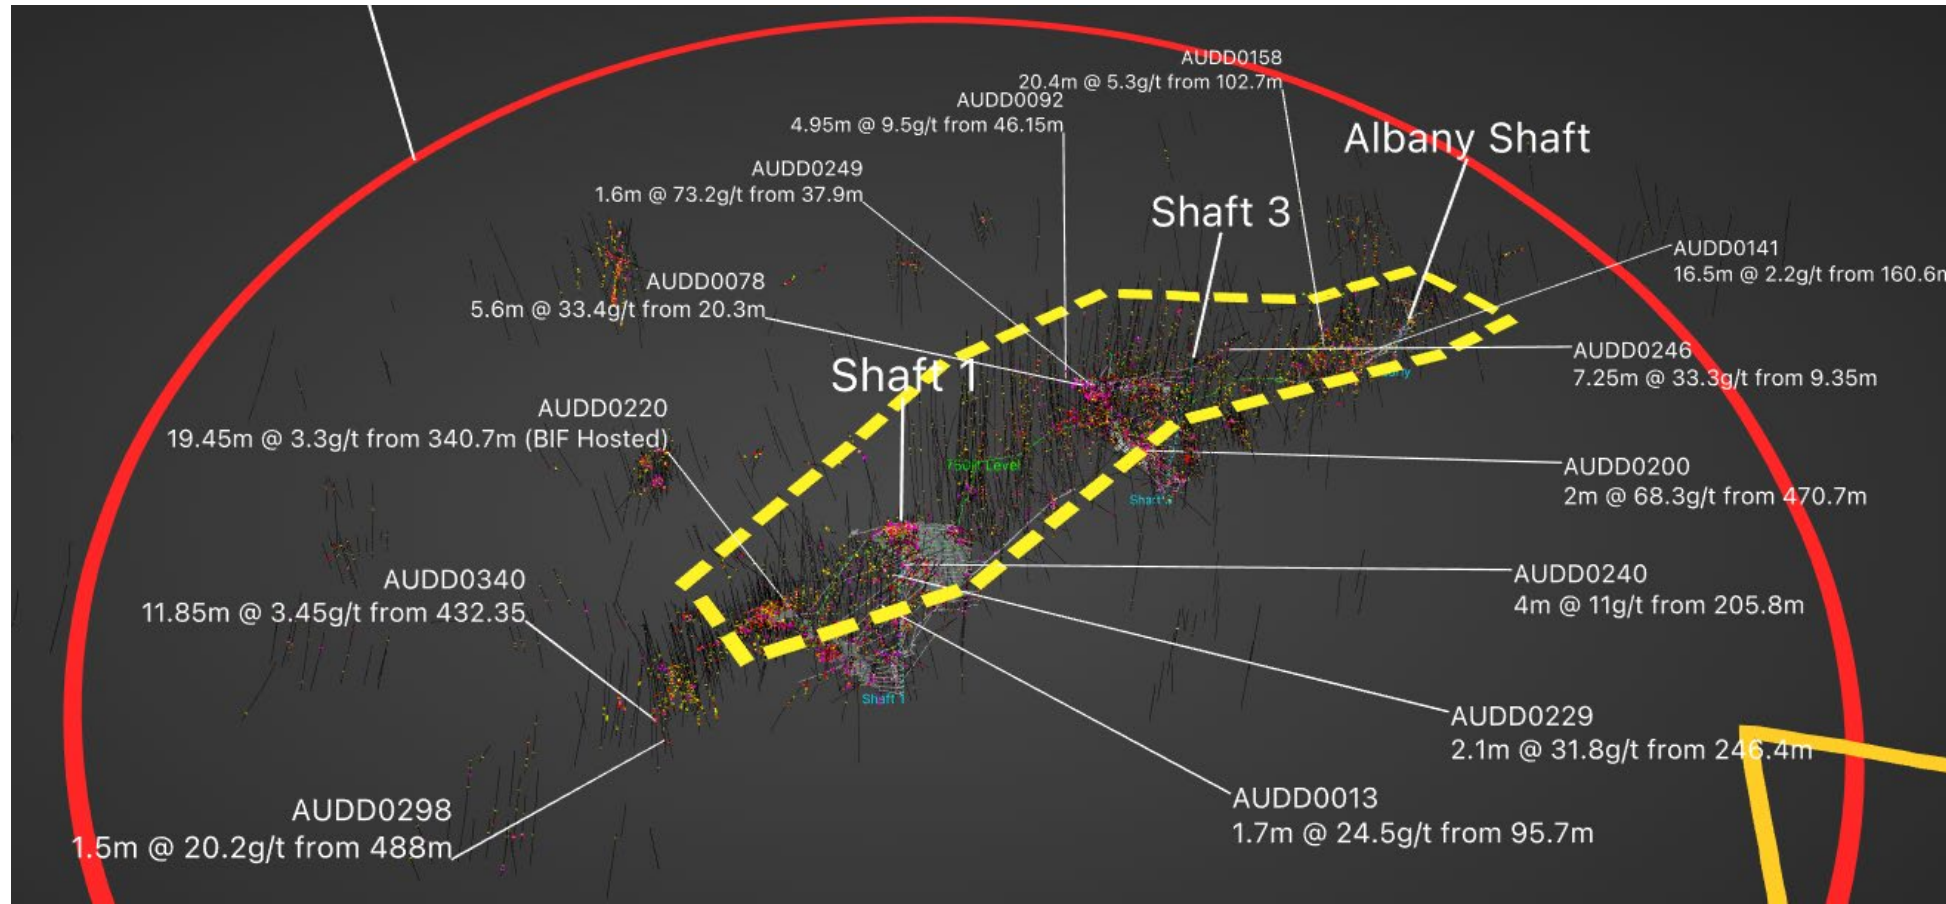 AUDD0158
20.4m @ 5.3g/t from 102.7m
AUDD0092
4.95m @ 9.5g/t from 46.15m
Albany Shaft
AUDD0249
1.6m @ 73.2g/t from 37.9m
Shaft 3
AUDD0141
16.5m @ 2.2g/t from 160.6m
AUDD0078
5.6m @ 33.4g/t from 20.3m
AUDD0246
7.25m @ 33.3g/t from 9.35m
Shaft 1
AUDD0220
19.45m @ 3.3g/t from 340.7m (BIF Hosted)
AUDD0200
2m @ 68.3g/t from 470.7m
AUDD0340
11.85m @ 3.45g/t from 432.35
AUDD0240
4m @ 11g/t from 205.8m
Shaft 1
AUDD0229
2.1m @ 31.8g/t from 246.4m
AUDD0013
1.7m @ 24.5g/t from 95.7m
AUDD0298
1.5m @ 20.2g/t from 488m